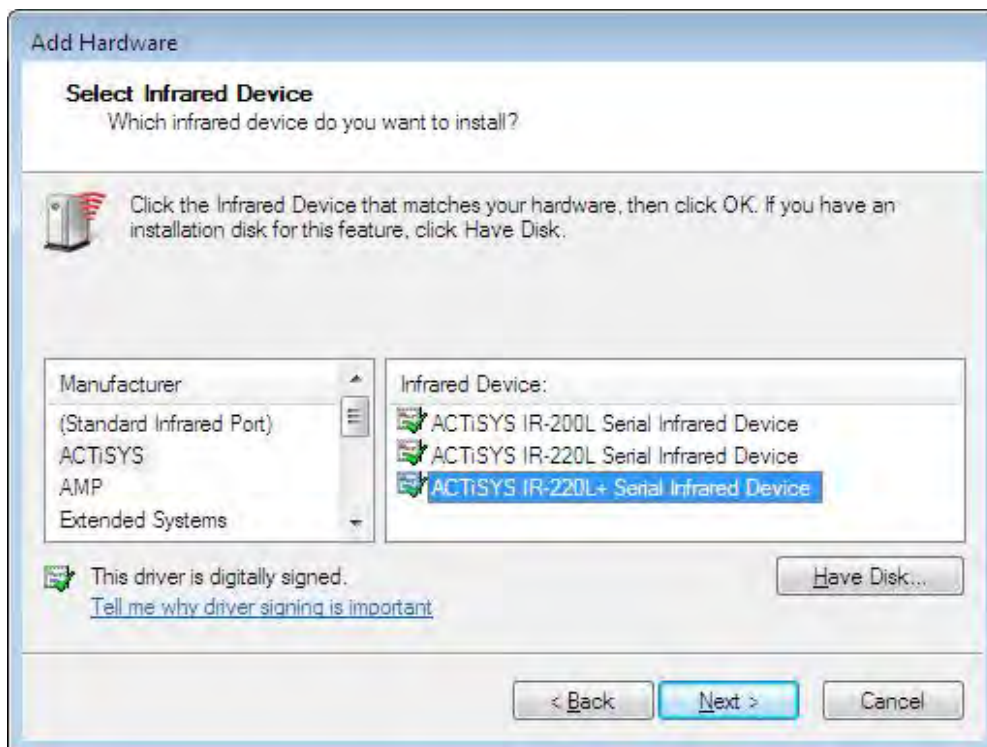 Add Hardware
Select Infrared Device
Which infrared device do you want to install?
Click the Infrared Device that matches your hardware, then click OK. If you have an
installation disk for this feature, click Have Disk.
Manufacturer
(Standard Infrared Port)
ACTiSYS
AMP
Extended Systems
Infrared Device:
ACTiSYS IR-200L Serial Infrared Device
ACTiSYS IR-220L Serial Infrared Device
ACTiSYS IR-220L+ Serial Infrared Device
This driver is digitally signed.
Tell me why driver signing is important
Have Disk...
< Back
Next >
Cancel